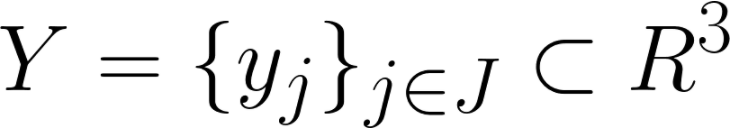 Y = {y_j}_{j∈J} ⊂ R^3